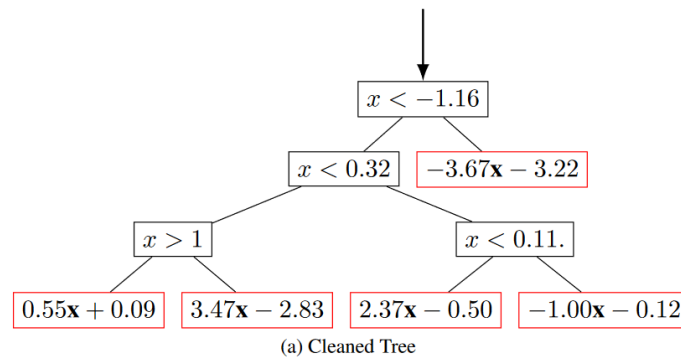 x < −1.16
x < 0.32
−3.67x − 3.22
x > 1
x < 0.11.
0.55x + 0.09
3.47x − 2.83
2.37x − 0.50
−1.00x − 0.12
(a) Cleaned Tree